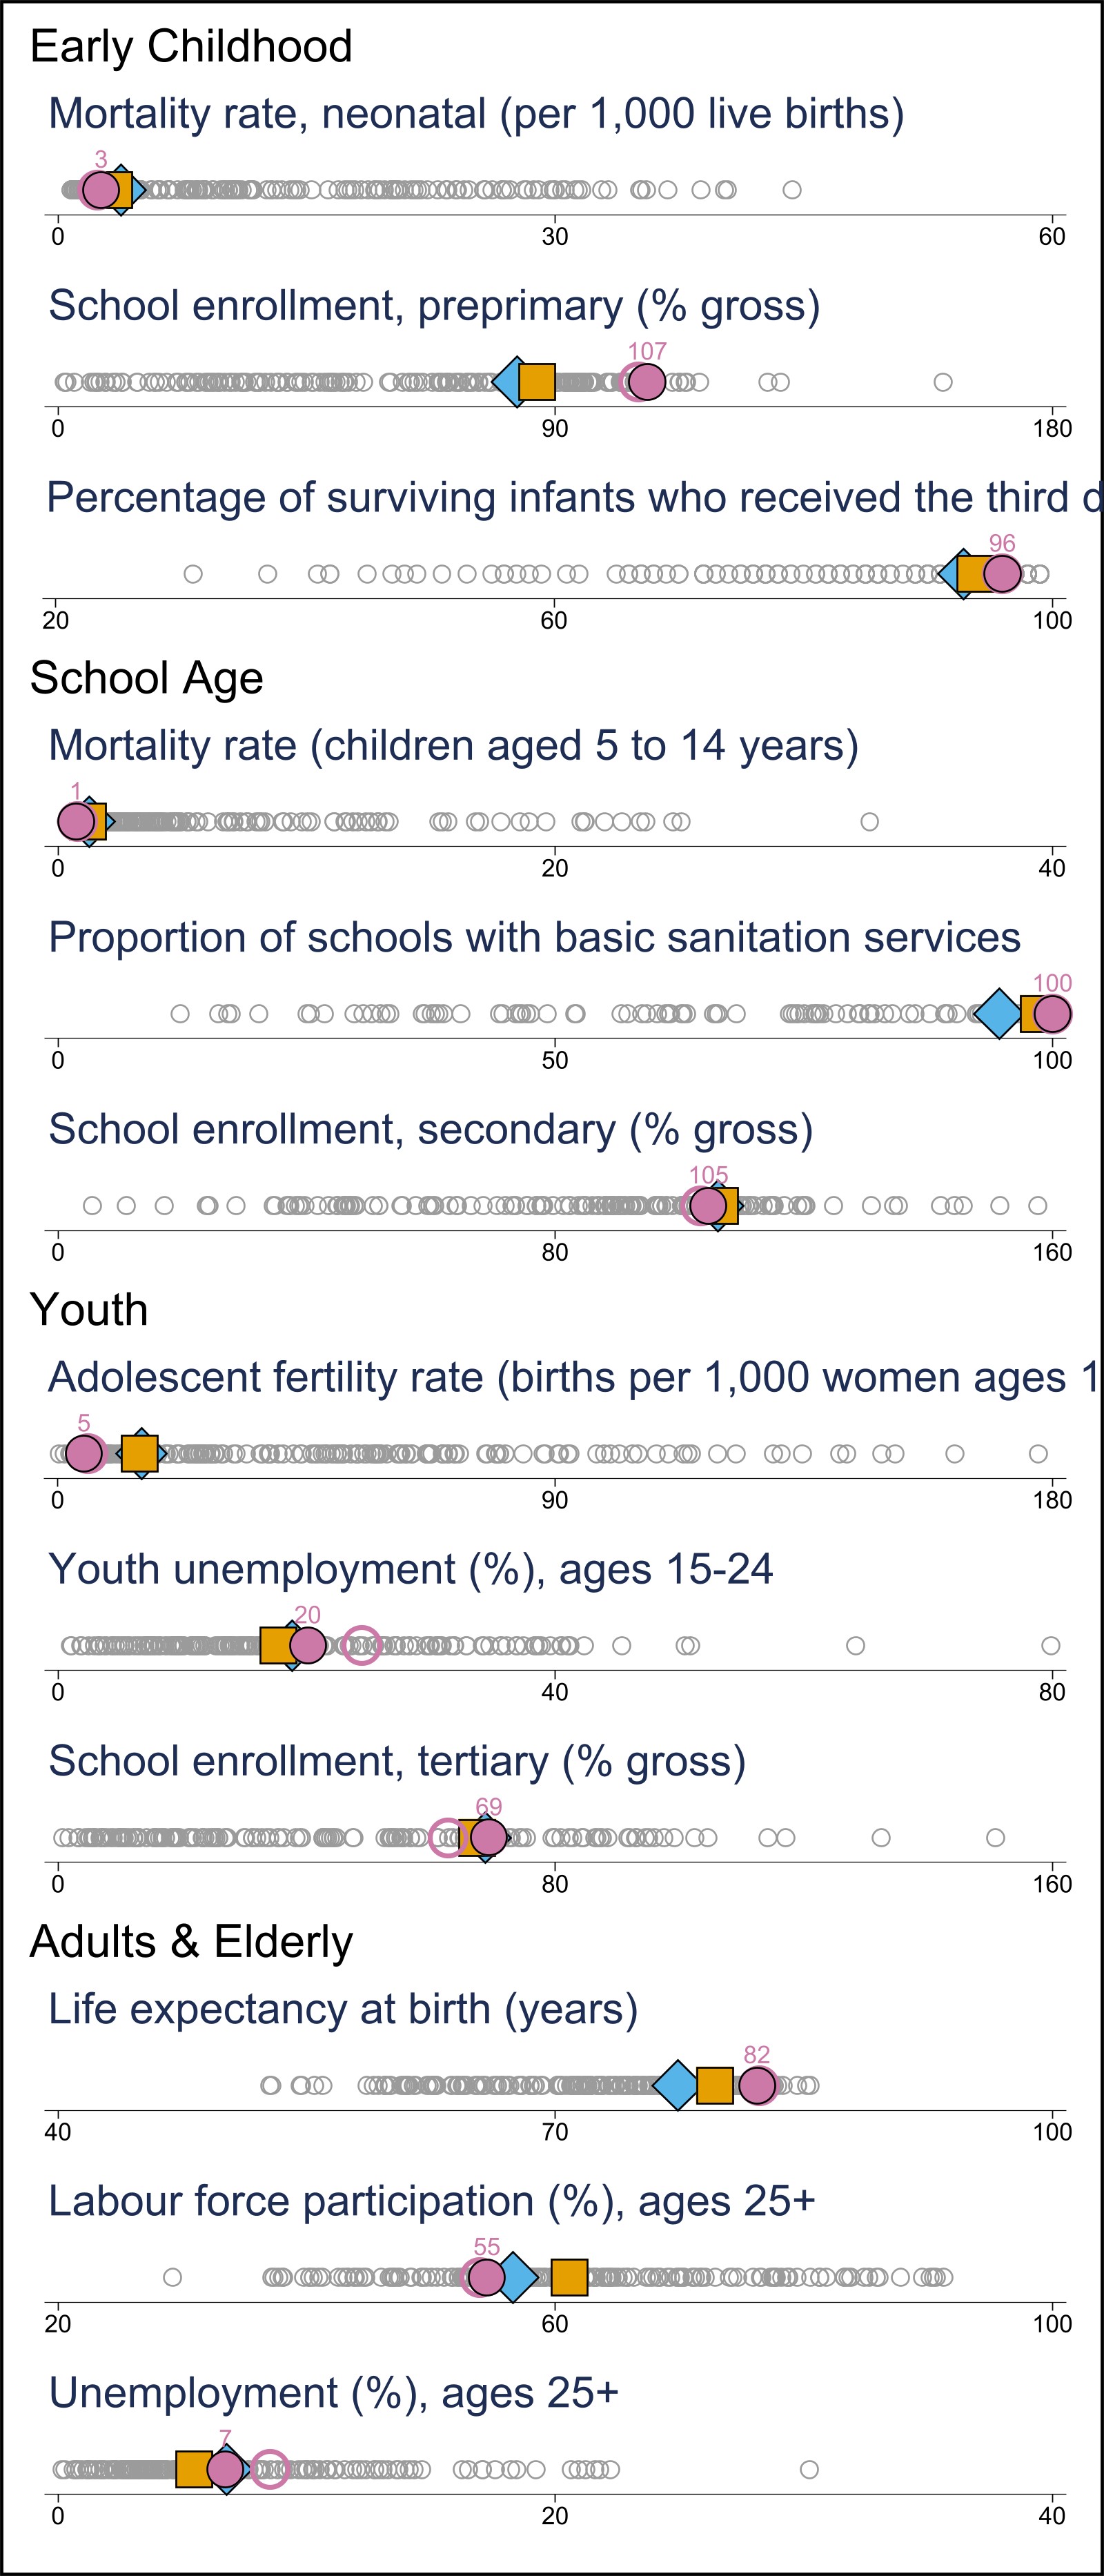 Early Childhood
Mortality rate, neonatal (per 1,000 live births)
3
0 30 60
School enrollment, preprimary (% gross)
107
0 90 180
Percentage of surviving infants who received the third d
96
20 60 100
School Age
Mortality rate (children aged 5 to 14 years)
1
0 20 40
Proportion of schools with basic sanitation services
100
0 50 100
School enrollment, secondary (% gross)
105
0 80 160
Youth
Adolescent fertility rate (births per 1,000 women ages 1
5
0 90 180
Youth unemployment (%), ages 15-24
20
0 40 80
School enrollment, tertiary (% gross)
69
0 80 160
Adults & Elderly
Life expectancy at birth (years)
82
40 70 100
Labour force participation (%), ages 25+
55
20 60 100
Unemployment (%), ages 25+
7
0 20 40